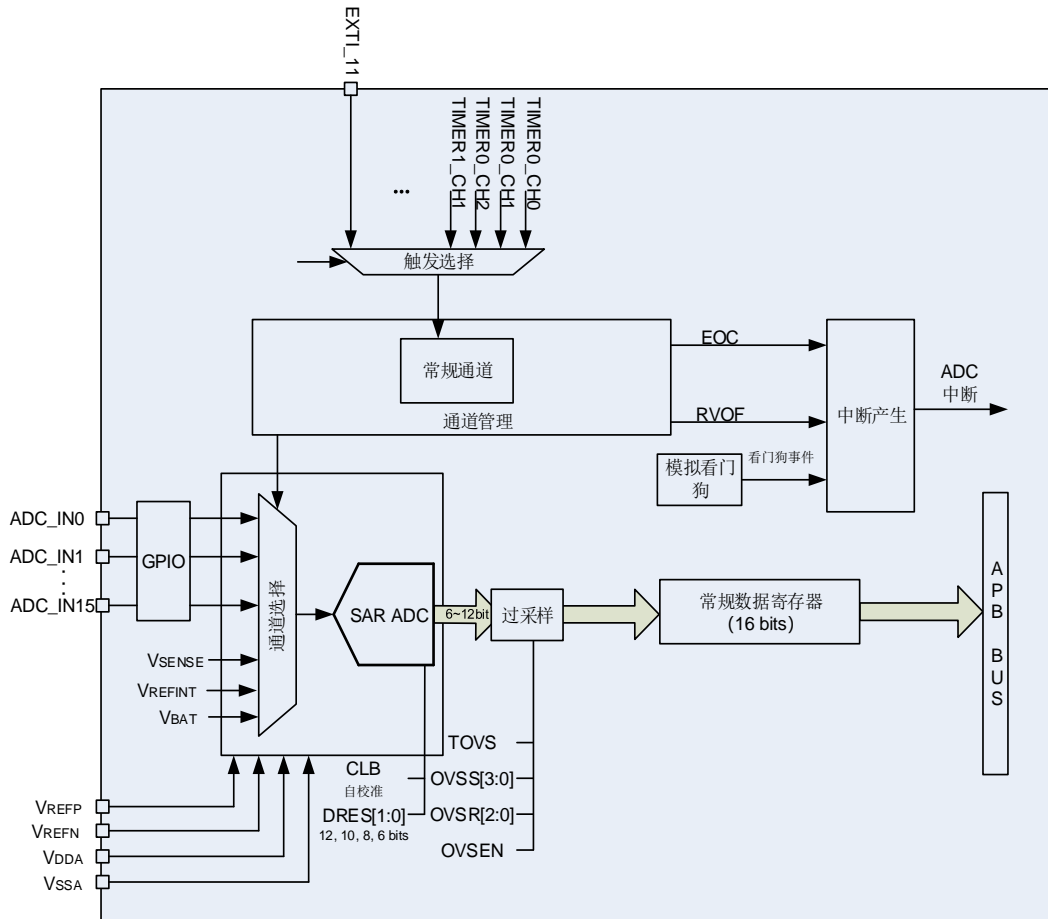 EXTI_11
TIMER1_CH1
TIMER0_CH2
TIMER0_CH1
TIMER0_CH0
...
触发选择
常规通道
通道管理
EOC
RVOF
中断产生
ADC
中断
模拟看门
狗
看门狗事件
ADC_IN0
ADC_IN1
ADC_IN15
GPIO
通道选择
SAR ADC
6~12bit
过采样
常规数据寄存器
(16 bits)
APB BUS
VSENSE
VREFINT
VBAT
TOVS
OVSS[3:0]
OVSR[2:0]
OVSEN
CLB
自校准
DRES[1:0]
12, 10, 8, 6 bits
VREFP
VREFN
VDDA
VSSA